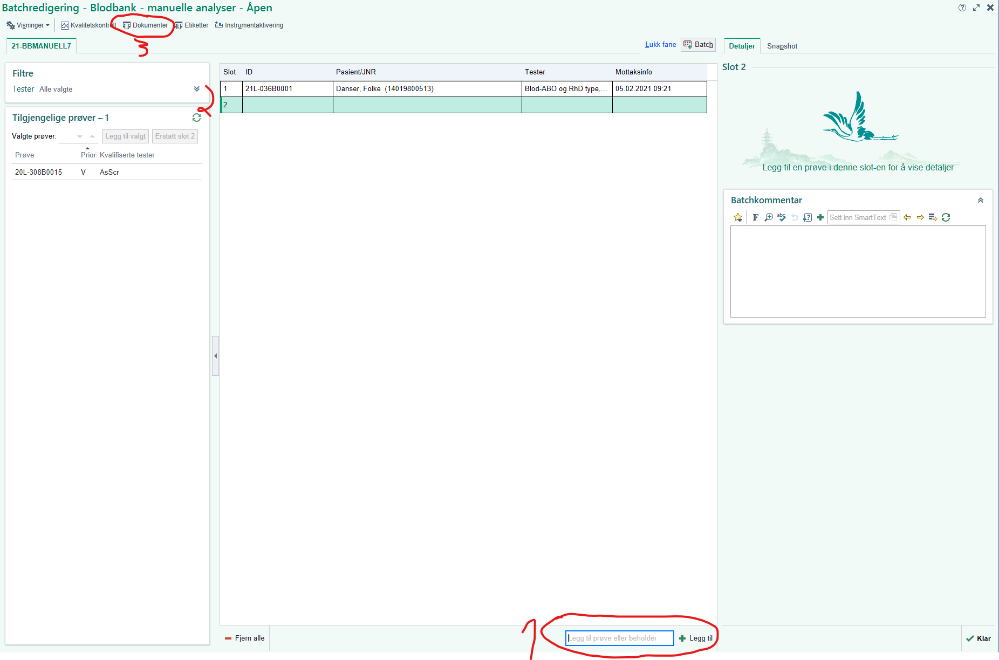 Batchredigering - Blodbank - manuelle analyser - Åpen
Visninger Kvalitetskontroll Dokumenter Etiketter Instrumentaktivering
3
21-BBMANUELL7
Lukk fane Batch
Detaljer Snapshot
Filtre
Tester Alle valgte
2
Tilgjengelige prøver – 1
Valgte prøver: Legg til valgt Erstatt slot 2
Prøve Priori Kvalifiserte tester
20L-308B0015 V AsScr
Slot ID Pasient/JNR Tester Mottaksinfo
1 21L-036B0001 Danser, Folke (14019800513) Blod-ABO og RhD type,... 05.02.2021 09:21
2
Slot 2
Legg til en prøve i denne slot-en for å vise detaljer
Batchkommentar
F abc Sett inn SmartText
1
Fjern alle
Legg til prøve eller beholder Legg til
Klar